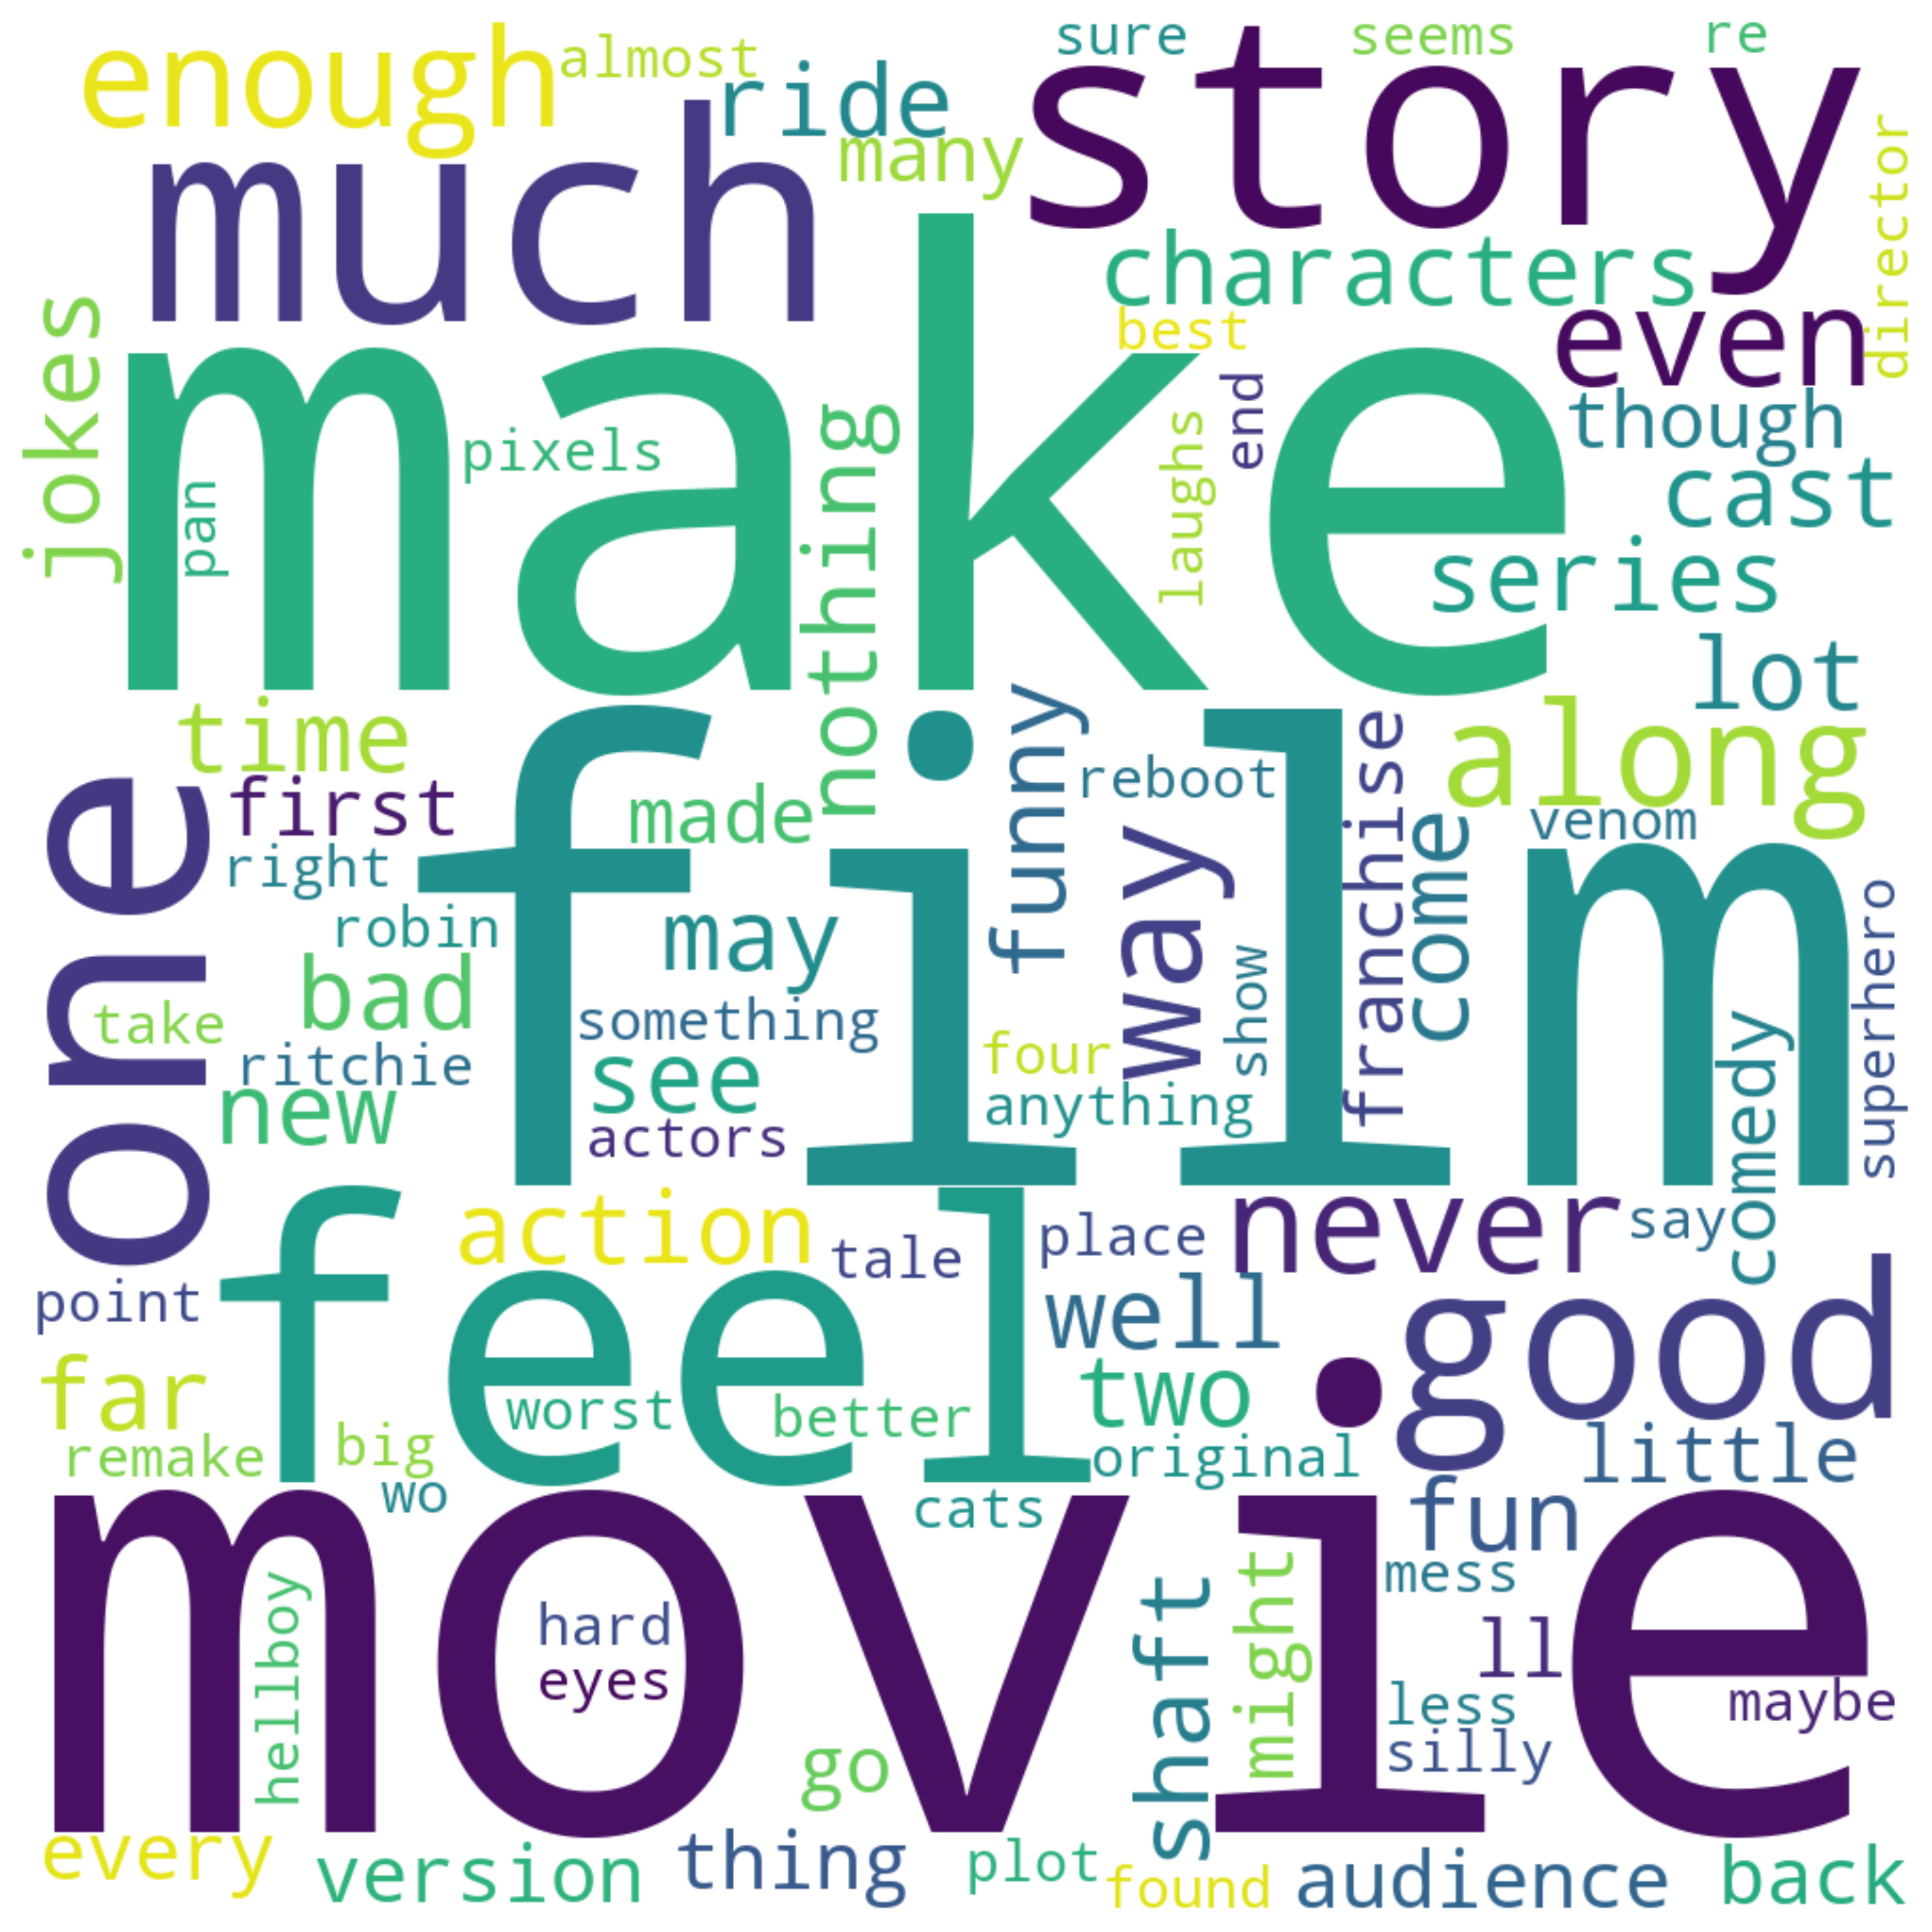 enough
almost
sure
seems
re
ride
many
story
director
much
characters
best
even
jokes
make
pixels
pan
nothing
laughs
end
though
cast
series
lot
time
first
right
made
funny
reboot
franchise
along
venom
come
one
film
robin
may
way
show
superhero
bad
take
something
four
ritchie
see
anything
new
actors
comedy
feel
action
tale
place
never
say
point
well
good
far
worst
better
two
remake
big
original
little
wo
movie
cats
fun
mess
hellboy
hard
eyes
shaft
might
ll
less
maybe
silly
go
every
version
thing
plot
found
audience
back